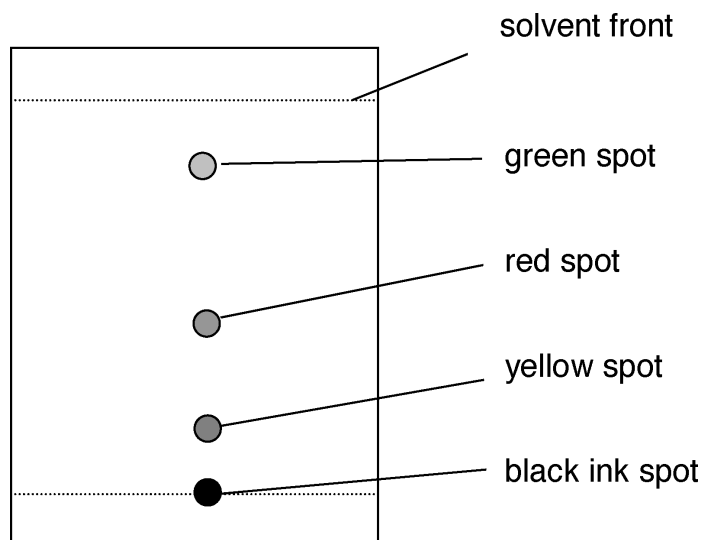 solvent front
green spot
red spot
yellow spot
black ink spot